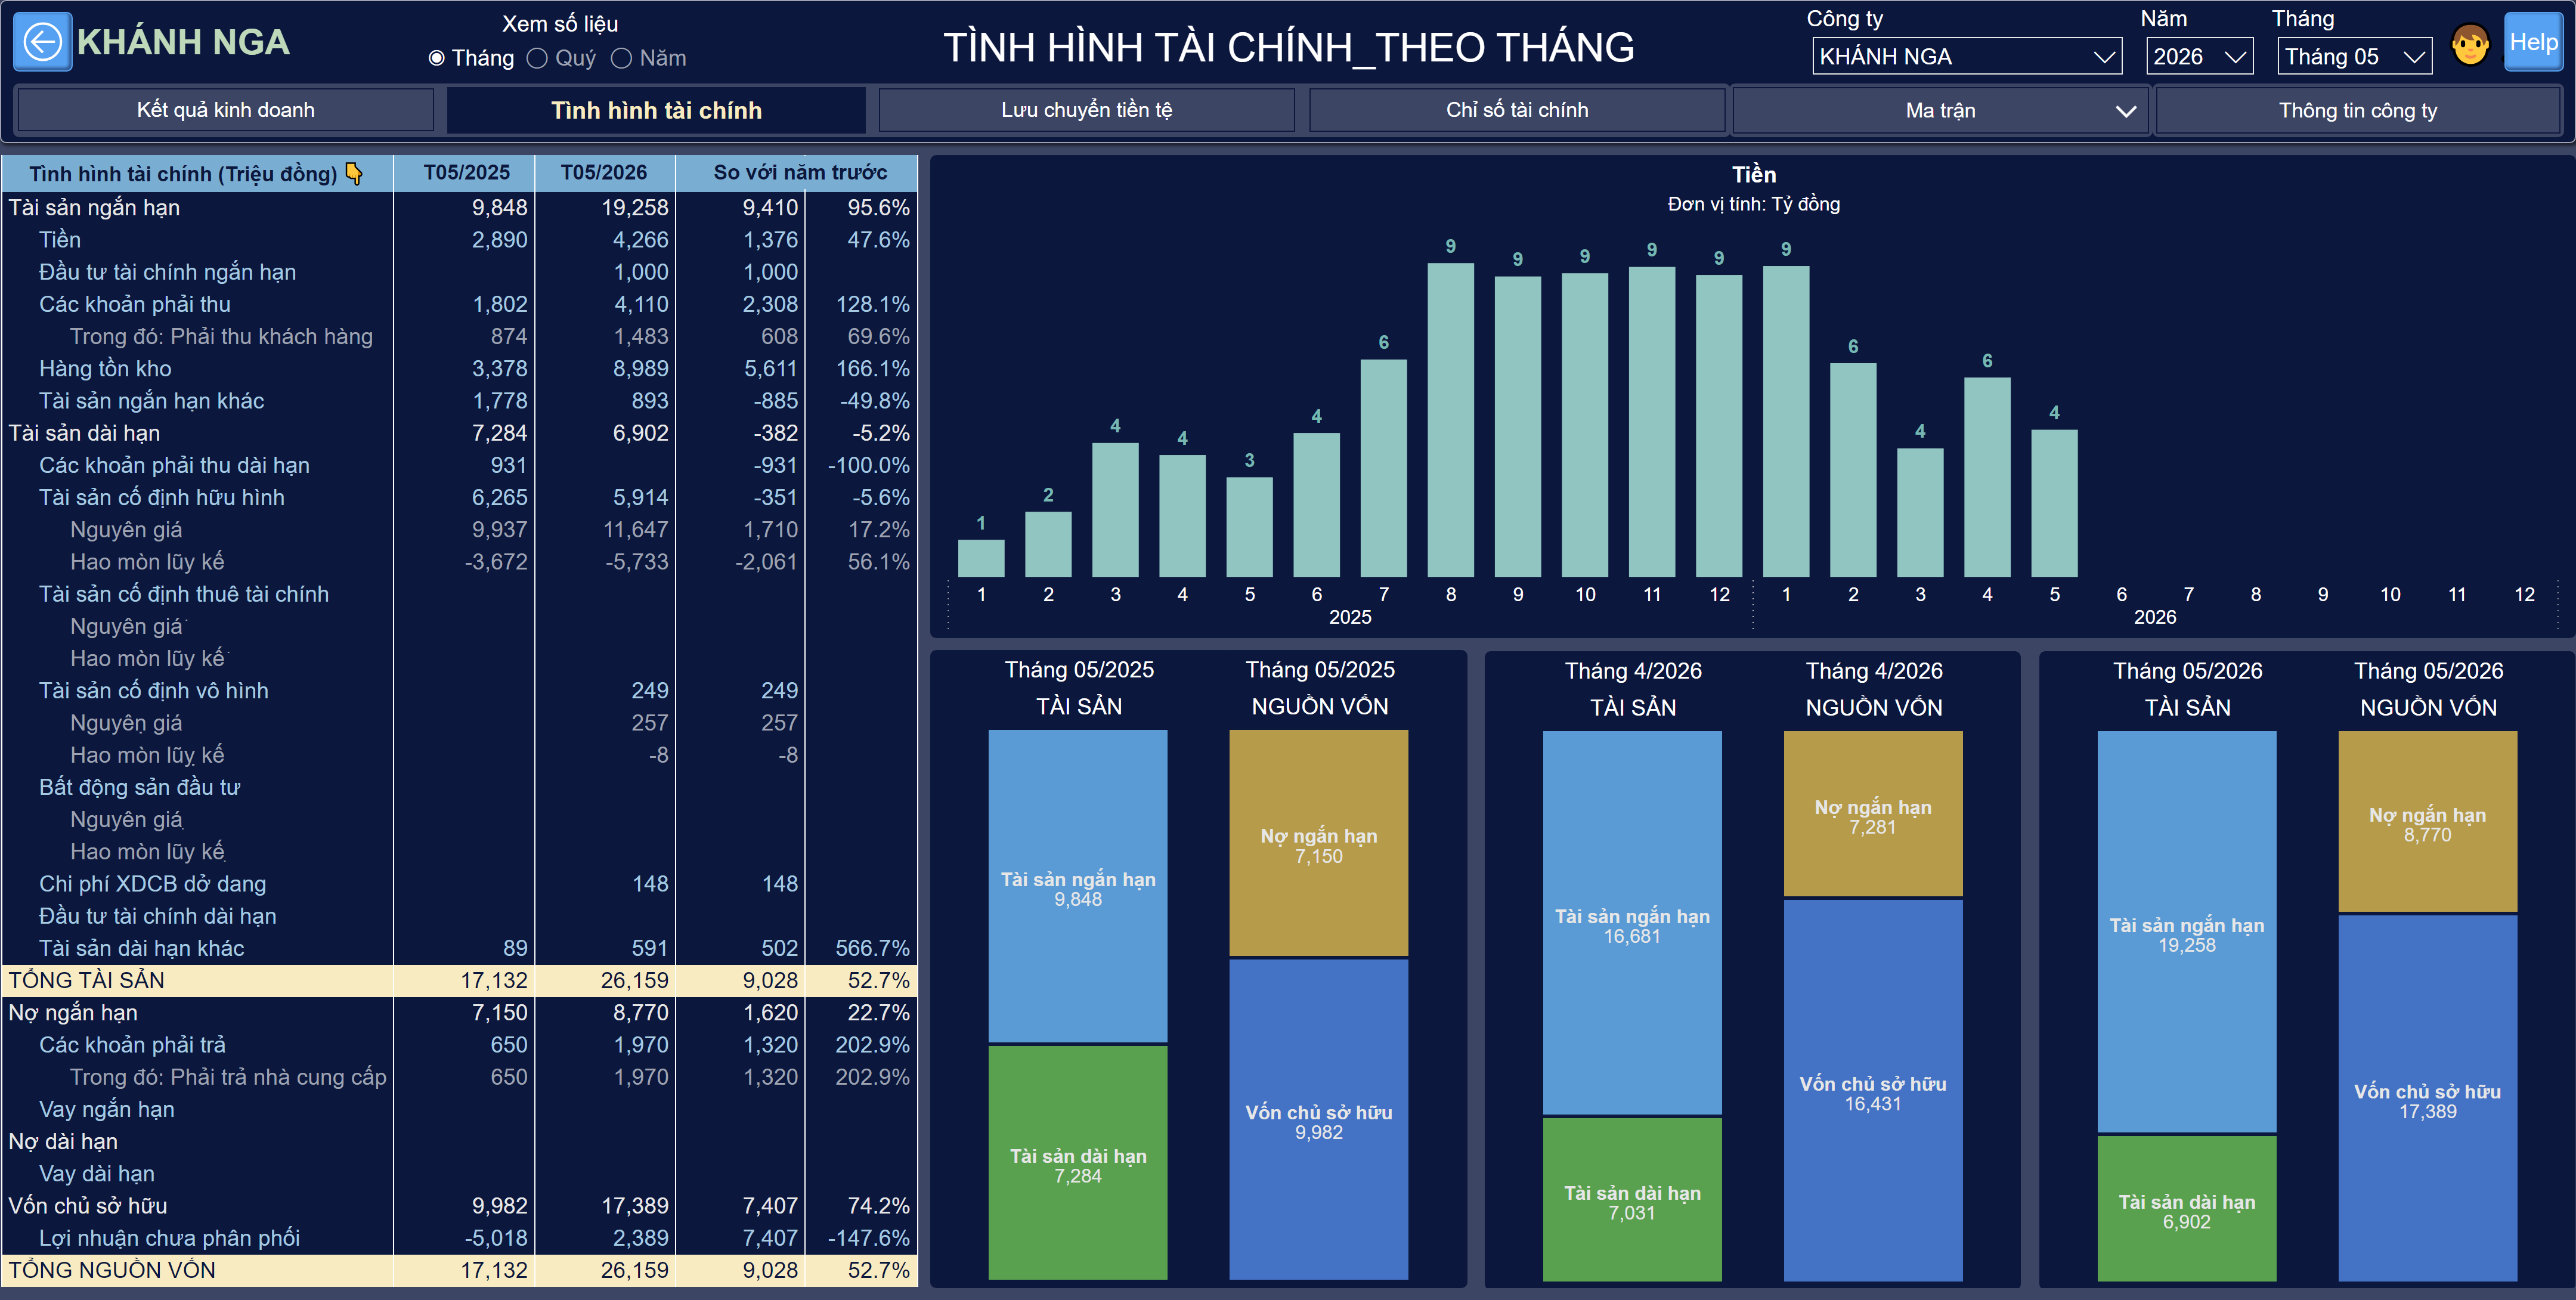 KHÁNH NGA
Xem số liệu
Tháng Quý Năm
TÌNH HÌNH TÀI CHÍNH_THEO THÁNG
Công ty Năm Tháng
KHÁNH NGA 2026 Tháng 05
Help
Kết quả kinh doanh Tình hình tài chính Lưu chuyển tiền tệ Chỉ số tài chính Ma trận Thông tin công ty
Tình hình tài chính (Triệu đồng) T05/2025 T05/2026 So với năm trước
Tài sản ngắn hạn 9,848 19,258 9,410 95.6%
Tiền 2,890 4,266 1,376 47.6%
Đầu tư tài chính ngắn hạn 1,000 1,000
Các khoản phải thu 1,802 4,110 2,308 128.1%
Trong đó: Phải thu khách hàng 874 1,483 608 69.6%
Hàng tồn kho 3,378 8,989 5,611 166.1%
Tài sản ngắn hạn khác 1,778 893 -885 -49.8%
Tài sản dài hạn 7,284 6,902 -382 -5.2%
Các khoản phải thu dài hạn 931 -931 -100.0%
Tài sản cố định hữu hình 6,265 5,914 -351 -5.6%
Nguyên giá 9,937 11,647 1,710 17.2%
Hao mòn lũy kế -3,672 -5,733 -2,061 56.1%
Tài sản cố định thuê tài chính
Nguyên giá
Hao mòn lũy kế
Tài sản cố định vô hình 249 249
Nguyên giá 257 257
Hao mòn lũy kế -8 -8
Bất động sản đầu tư
Nguyên giá
Hao mòn lũy kế
Chi phí XDCB dở dang 148 148
Đầu tư tài chính dài hạn
Tài sản dài hạn khác 89 591 502 566.7%
TỔNG TÀI SẢN 17,132 26,159 9,028 52.7%
Nợ ngắn hạn 7,150 8,770 1,620 22.7%
Các khoản phải trả 650 1,970 1,320 202.9%
Trong đó: Phải trả nhà cung cấp 650 1,970 1,320 202.9%
Vay ngắn hạn
Nợ dài hạn
Vay dài hạn
Vốn chủ sở hữu 9,982 17,389 7,407 74.2%
Lợi nhuận chưa phân phối -5,018 2,389 7,407 -147.6%
TỔNG NGUỒN VỐN 17,132 26,159 9,028 52.7%
Tiền
Đơn vị tính: Tỷ đồng
1 2 4 4 3 4 6 9 9 9 9 9 9 6 4 6 4
1 2 3 4 5 6 7 8 9 10 11 12 1 2 3 4 5 6 7 8 9 10 11 12
2025 2026
Tháng 05/2025 Tháng 05/2025
TÀI SẢN NGUỒN VỐN
Nợ ngắn hạn
7,150
Tài sản ngắn hạn
9,848
Vốn chủ sở hữu
9,982
Tài sản dài hạn
7,284
Tháng 4/2026 Tháng 4/2026
TÀI SẢN NGUỒN VỐN
Nợ ngắn hạn
7,281
Tài sản ngắn hạn
16,681
Vốn chủ sở hữu
16,431
Tài sản dài hạn
7,031
Tháng 05/2026 Tháng 05/2026
TÀI SẢN NGUỒN VỐN
Nợ ngắn hạn
8,770
Tài sản ngắn hạn
19,258
Vốn chủ sở hữu
17,389
Tài sản dài hạn
6,902